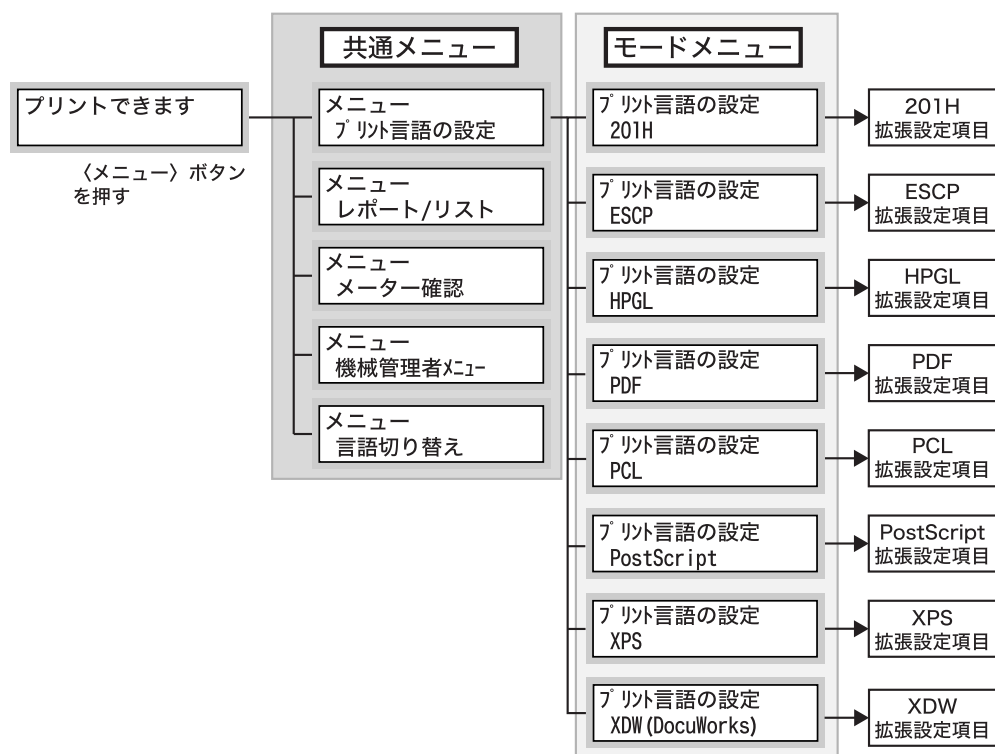 共通メニュー
モードメニュー
プリントできます
〈メニュー〉ボタン
を押す
メニュー
ﾌﾟﾘﾝﾄ言語の設定
メニュー
レポート/リスト
メニュー
メーター確認
メニュー
機械管理者ﾒﾆｭｰ
メニュー
言語切り替え
ﾌﾟﾘﾝﾄ言語の設定
201H
201H
拡張設定項目
ﾌﾟﾘﾝﾄ言語の設定
ESCP
ESCP
拡張設定項目
ﾌﾟﾘﾝﾄ言語の設定
HPGL
HPGL
拡張設定項目
ﾌﾟﾘﾝﾄ言語の設定
PDF
PDF
拡張設定項目
ﾌﾟﾘﾝﾄ言語の設定
PCL
PCL
拡張設定項目
ﾌﾟﾘﾝﾄ言語の設定
PostScript
PostScript
拡張設定項目
ﾌﾟﾘﾝﾄ言語の設定
XPS
XPS
拡張設定項目
ﾌﾟﾘﾝﾄ言語の設定
XDW(DocuWorks)
XDW
拡張設定項目